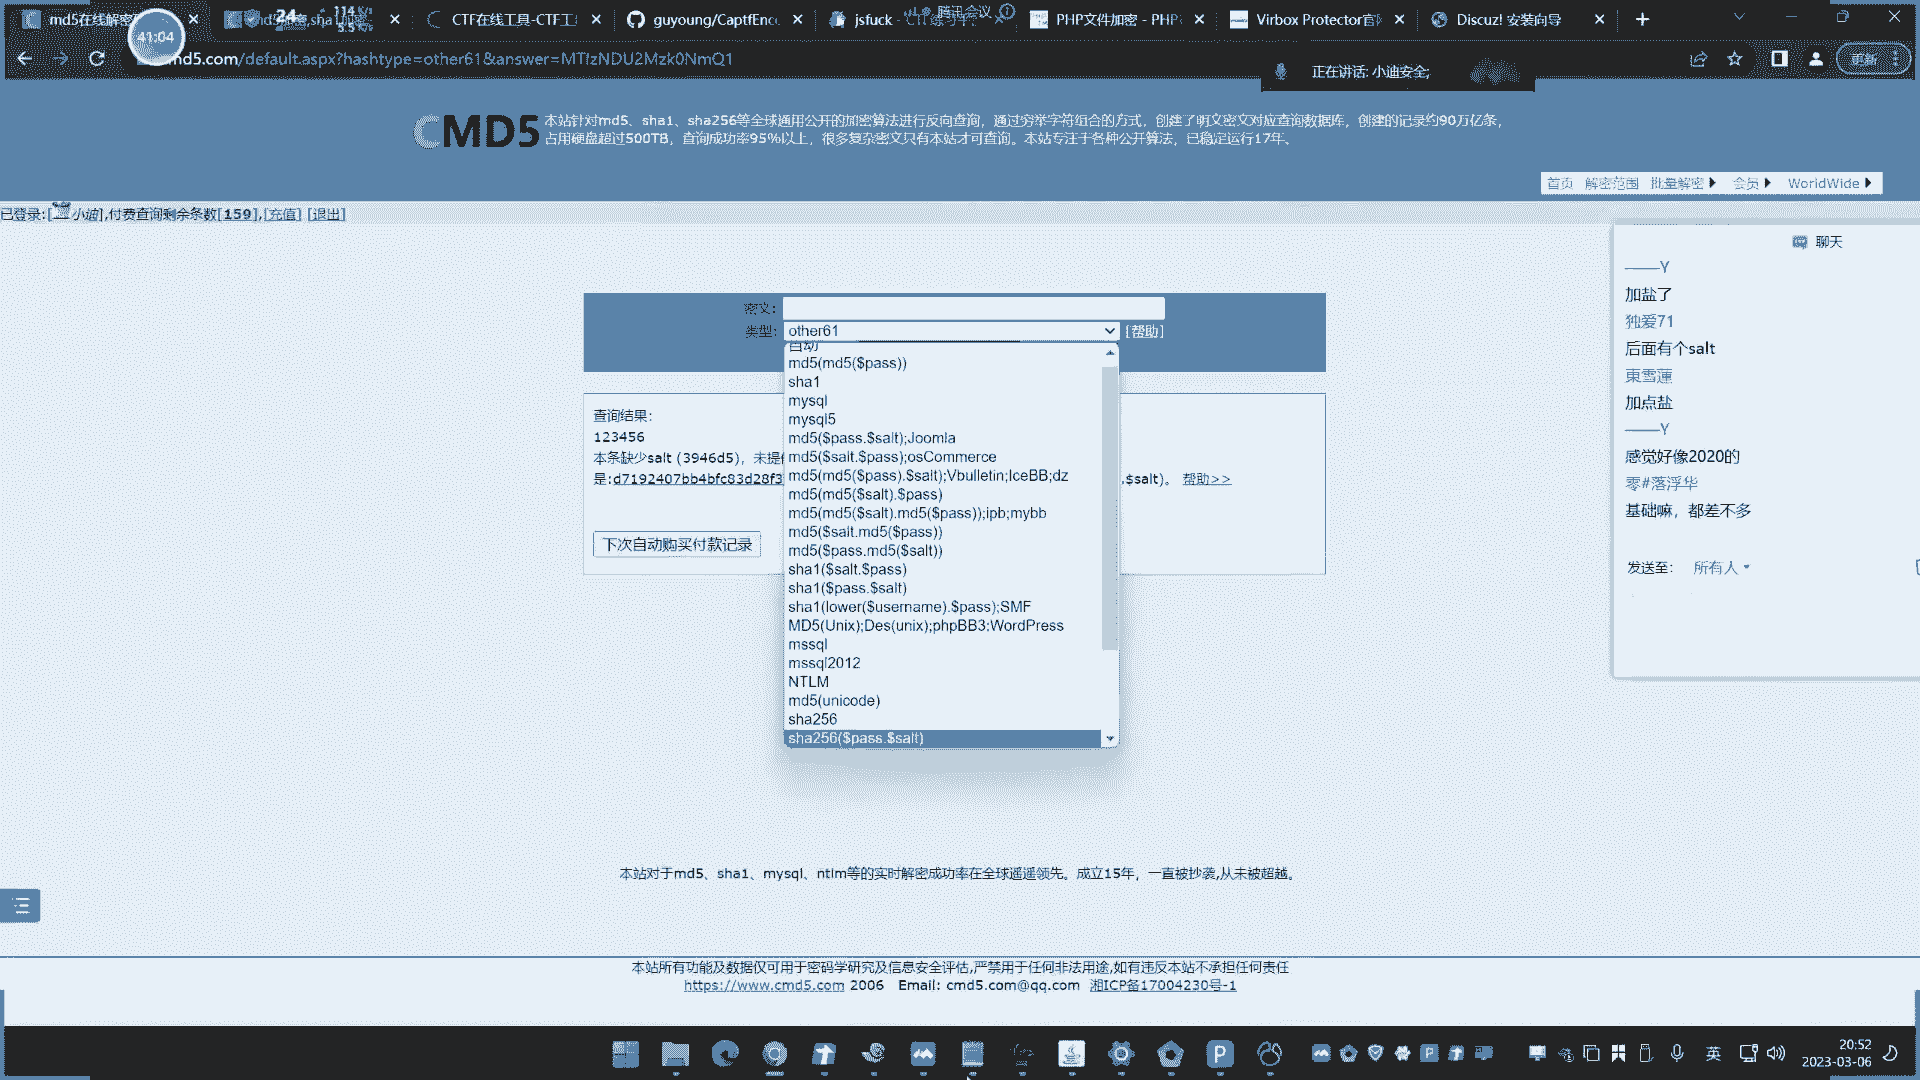 md5在线解密
CTF在线工具-CTF工
guyoung/CaptfEnc
jsfuck -
腾讯会议
PHP文件加密 - PHP
Virbox Protector官
Discuz! 安装向导
41:04
24
md5.com/default.aspx?hashtype=other61&answer=MTIzNDU2Mzk0NmQ1
更新
正在讲话: 小迪安全;
CMD5
本站针对md5、sha1、sha256等全球通用公开的加密算法进行反向查询，通过穷举字符组合的方式，创建了明文密文对应查询数据库，创建的记录约90万亿条，
占用硬盘超过500TB，查询成功率95%以上，很多复杂密文只有本站才可查询。本站专注于各种公开算法，已稳定运行17年。
首页 解密范围 批量解密 会员 WorldWide
已登录:[小迪],付费查询剩余条数[159],[充值] [退出]
密文：
类型： other61 [帮助]
自动
md5(md5($pass))
sha1
mysql
mysql5
md5($pass.$salt);Joomla
md5($salt.$pass);osCommerce
md5(md5($pass).$salt);Vbulletin;IceBB;dz
md5(md5($salt).$pass)
md5(md5($salt).md5($pass));ipb;mybb
md5($salt.md5($pass))
md5($pass.md5($salt))
sha1($salt.$pass)
sha1($pass.$salt)
sha1(lower($username).$pass);SMF
MD5(Unix);Des(unix);phpBB3;WordPress
mssql
mssql2012
NTLM
md5(unicode)
sha256
sha256($pass.$salt)
查询结果：
123456
本条缺少salt (3946d5)，未提
是:d7192407bb4bfc83d28f3 ,$salt)。 帮助>>
下次自动购买付款记录
聊天
——Y
加盐了
独爱71
后面有个salt
東雪蓮
加点盐
——Y
感觉好像2020的
零#落浮华
基础嘛，都差不多
发送至： 所有人
本站对于md5、sha1、mysql、ntlm等的实时解密成功率在全球遥遥领先。成立15年，一直被抄袭,从未被超越。
本站所有功能及数据仅可用于密码学研究及信息安全评估,严禁用于任何非法用途,如有违反本站不承担任何责任
https://www.cmd5.com 2006 Email: cmd5.com@qq.com 湘ICP备17004230号-1
英
20:52
2023-03-06